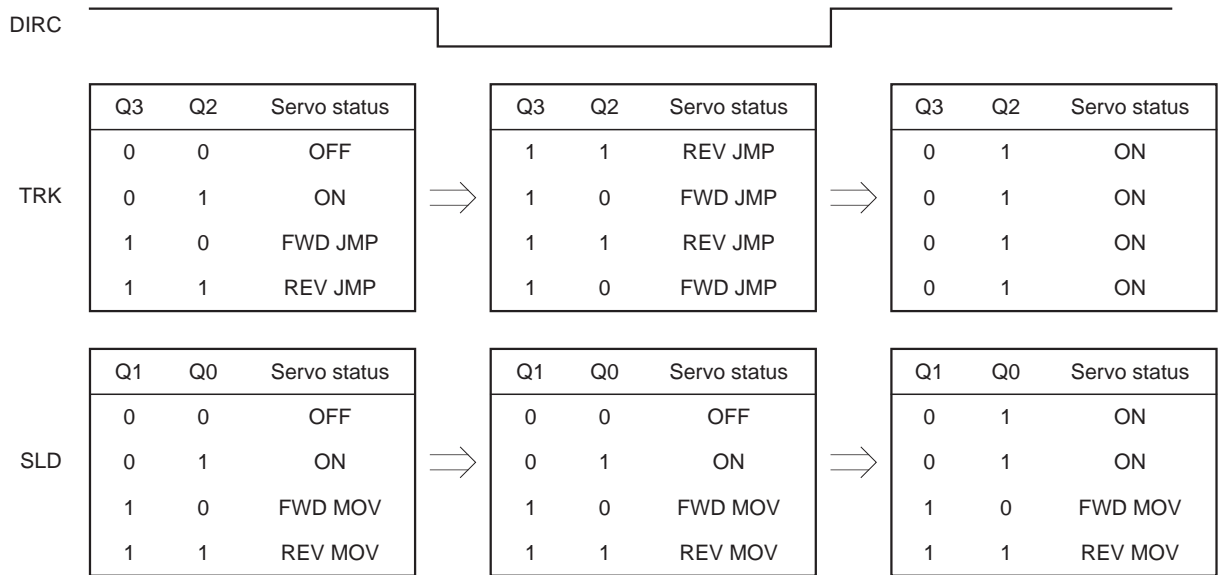 DIRC
Q3 Q2 Servo status Q3 Q2 Servo status Q3 Q2 Servo status
0 0 OFF 1 1 REV JMP 0 1 ON
TRK 0 1 ON 1 0 FWD JMP 0 1 ON
1 0 FWD JMP 1 1 REV JMP 0 1 ON
1 1 REV JMP 1 0 FWD JMP 0 1 ON
Q1 Q0 Servo status Q1 Q0 Servo status Q1 Q0 Servo status
0 0 OFF 0 0 OFF 0 1 ON
SLD 0 1 ON 0 1 ON 0 1 ON
1 0 FWD MOV 1 0 FWD MOV 1 0 FWD MOV
1 1 REV MOV 1 1 REV MOV 1 1 REV MOV